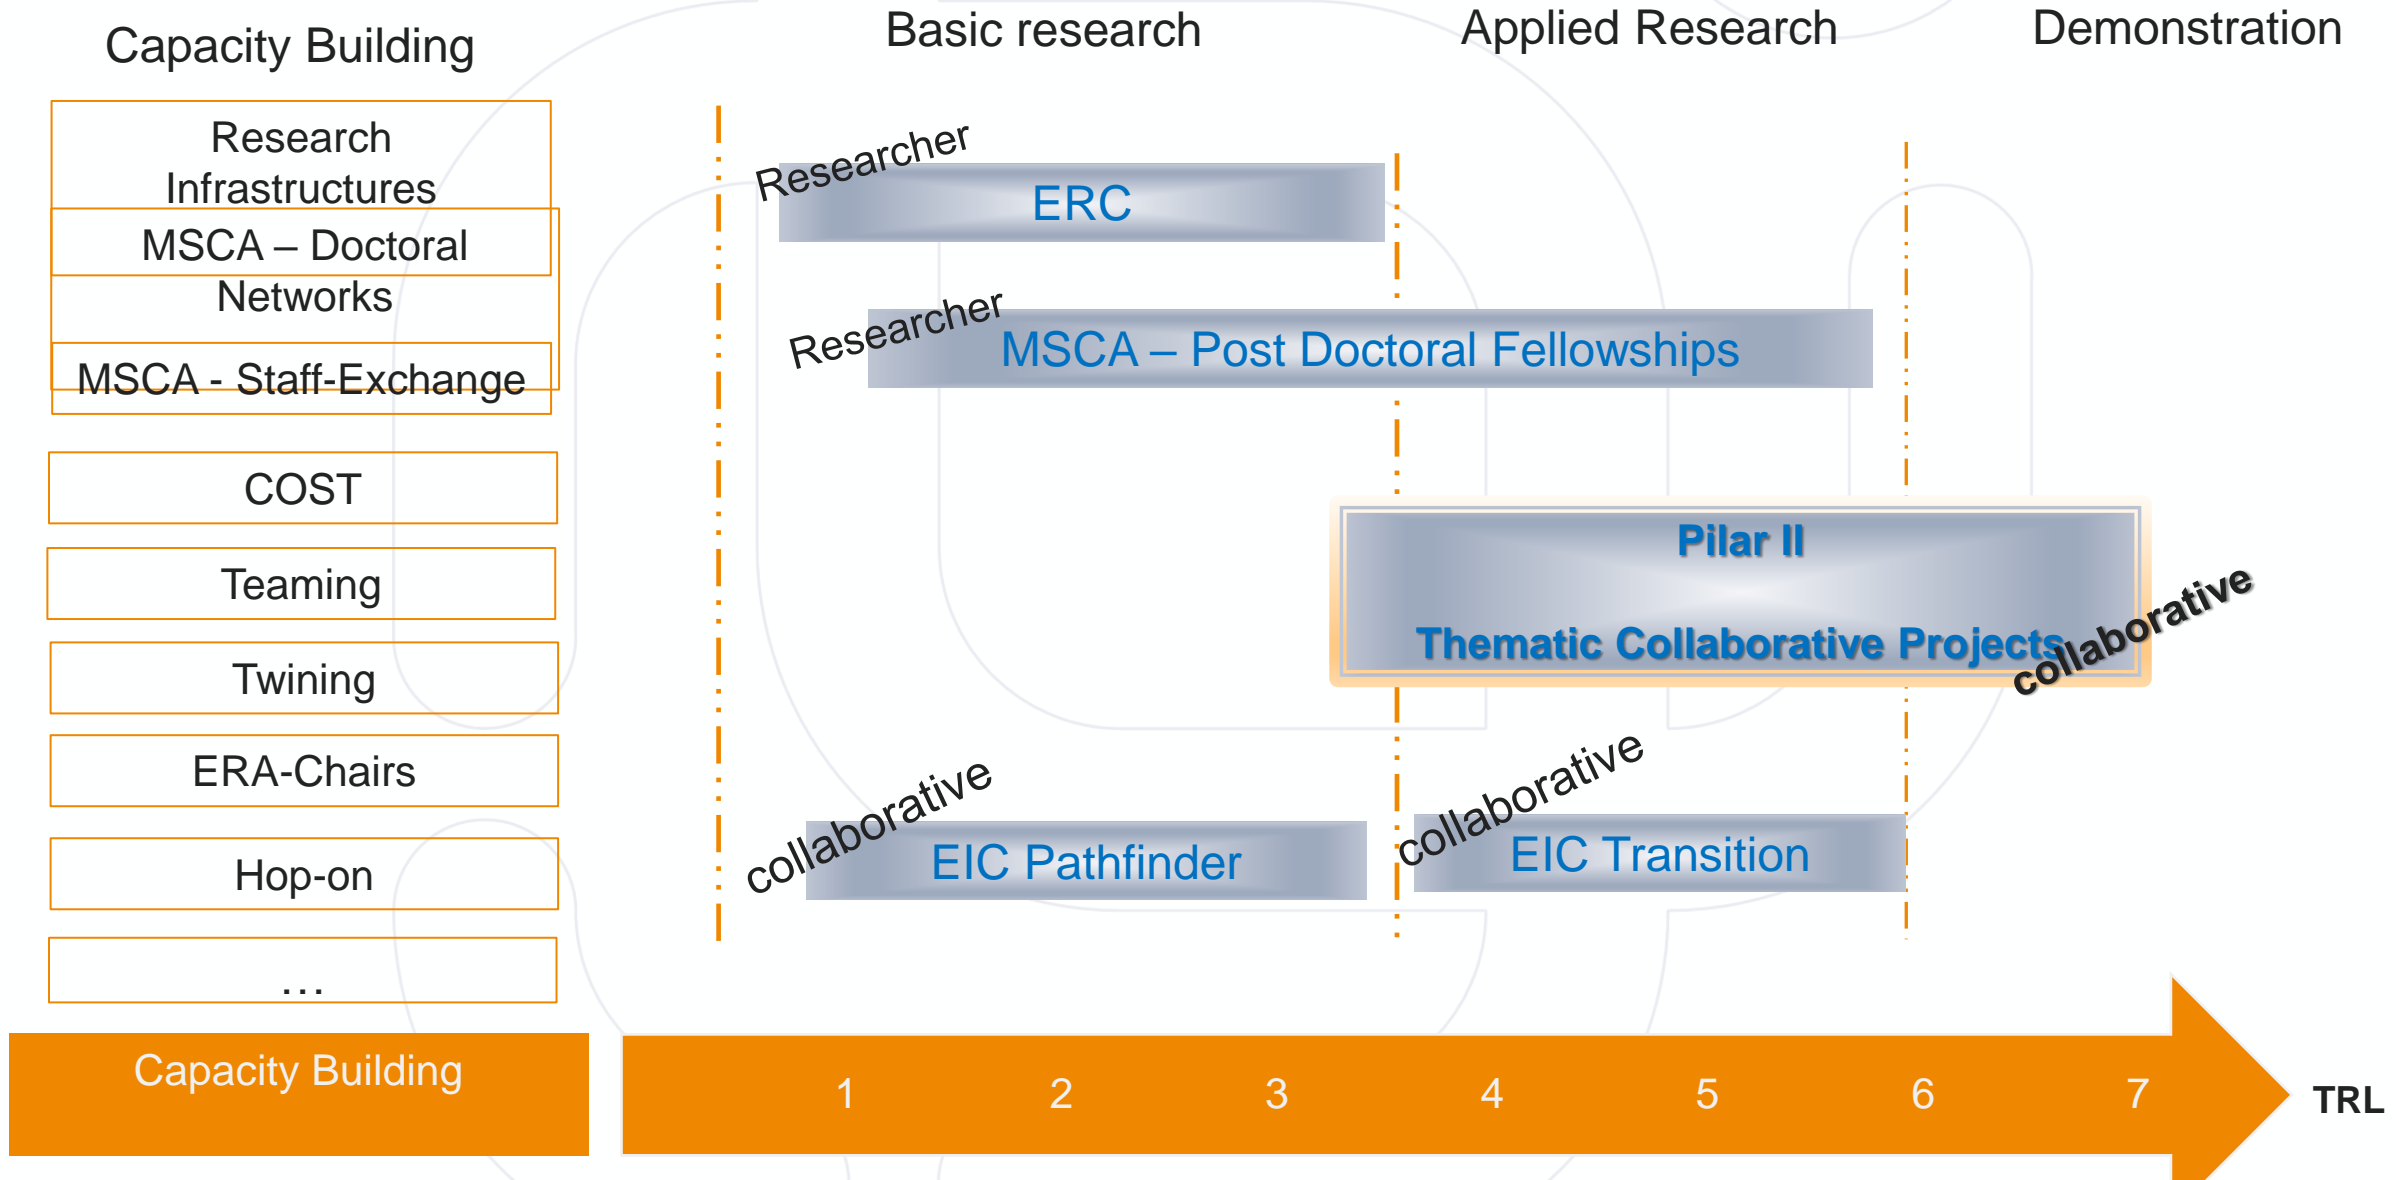 Capacity Building
Basic research
Applied Research
Demonstration
Research
Infrastructures
MSCA – Doctoral
Networks
MSCA - Staff-Exchange
COST
Teaming
Twining
ERA-Chairs
Hop-on
…
Researcher
ERC
Researcher
MSCA – Post Doctoral Fellowships
Pilar II
Thematic Collaborative Projects
collaborative
collaborative
EIC Pathfinder
collaborative
EIC Transition
Capacity Building
1 2 3 4 5 6 7
TRL